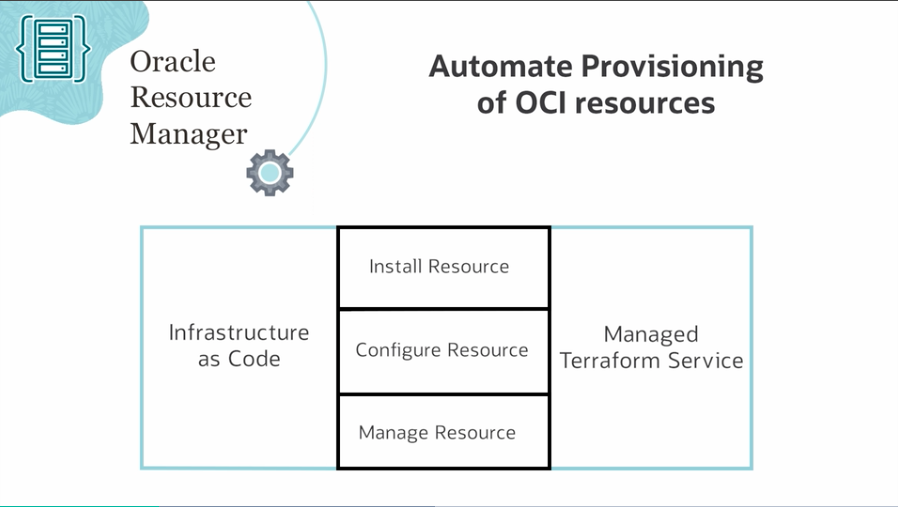 Oracle
Resource
Manager
Automate Provisioning
of OCI resources
Infrastructure
as Code
Install Resource
Configure Resource
Manage Resource
Managed
Terraform Service